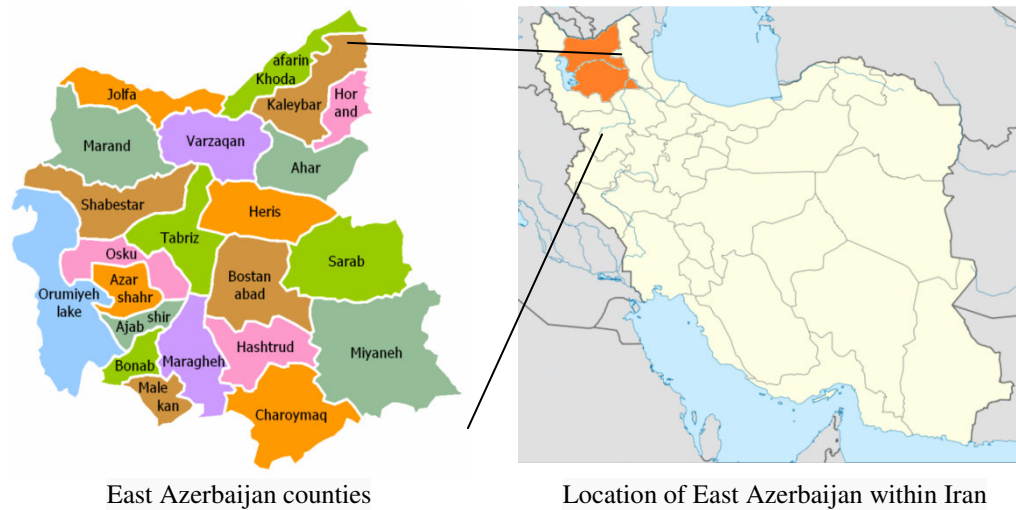 afarin
Khoda
Jolfa
Kaleybar
Hor
and
Marand
Varzaqan
Ahar
Shabestar
Heris
Tabriz
Osku
Sarab
Azar
shahr
Bostan
abad
Orumiyeh
lake
Ajab shir
Bonab
Maragheh
Hashtrud
Miyaneh
Male
kan
Charoymaq
East Azerbaijan counties
Location of East Azerbaijan within Iran